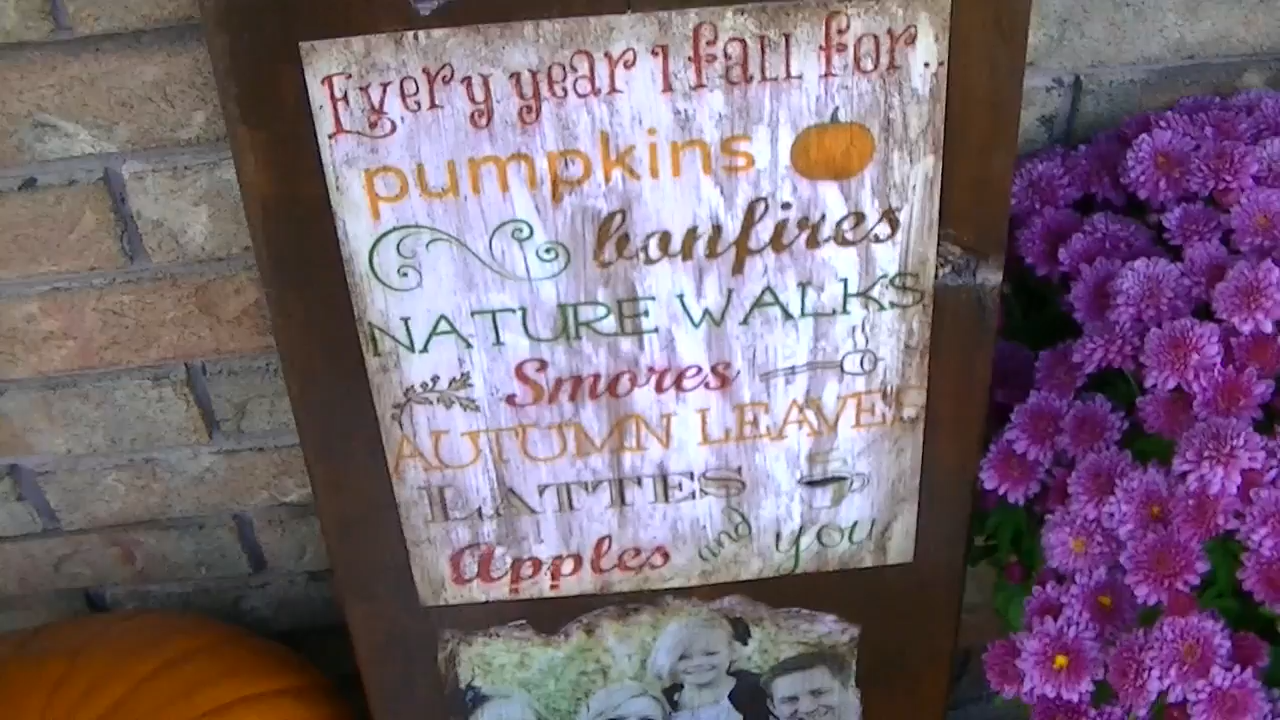 Every year I fall for
pumpkins
bonfires
NATURE WALKS
Smores
AUTUMN LEAVES
LATTES
Apples and you